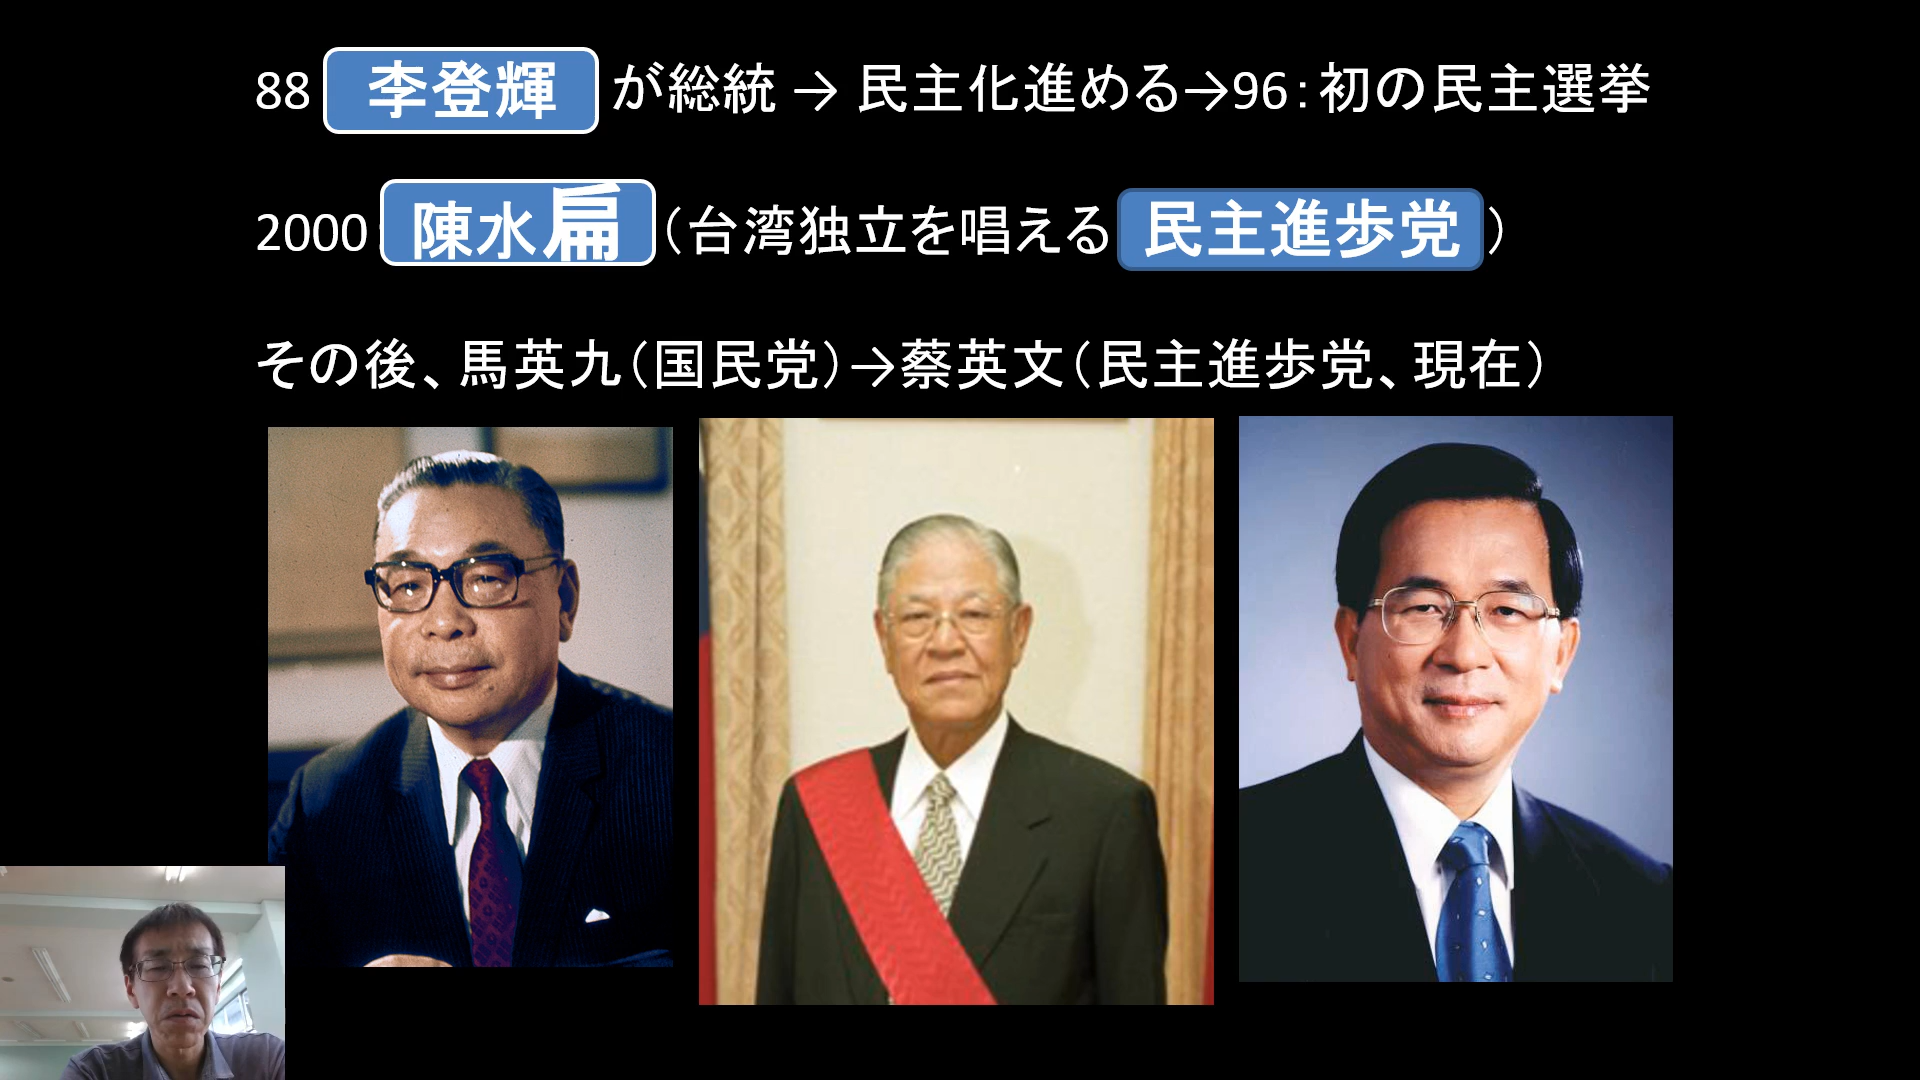 88 李登輝 が総統 → 民主化進める→96：初の民主選挙
2000 陳水扁（台湾独立を唱える 民主進歩党）
その後、馬英九（国民党）→蔡英文（民主進歩党、現在）